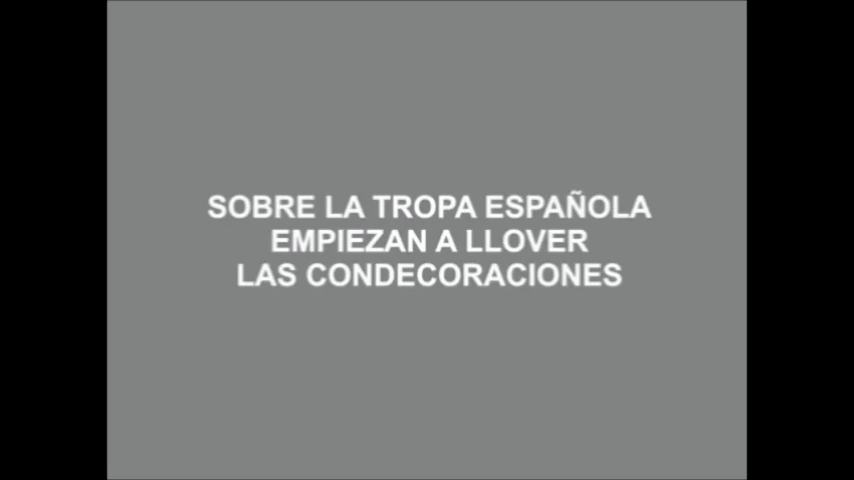 SOBRE LA TROPA ESPAÑOLA
EMPIEZAN A LLOVER
LAS CONDECORACIONES